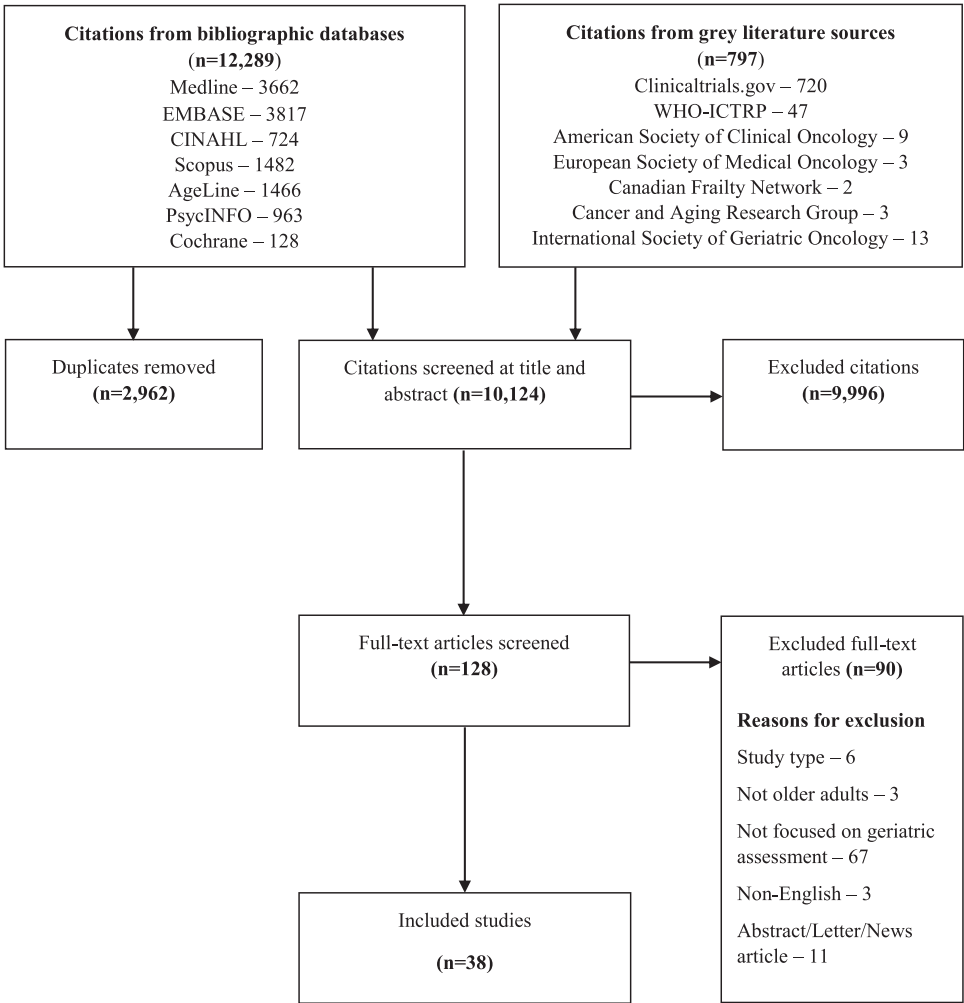 Citations from bibliographic databases
(n=12,289)
Medline – 3662
EMBASE – 3817
CINAHL – 724
Scopus – 1482
AgeLine – 1466
PsycINFO – 963
Cochrane – 128
Citations from grey literature sources
(n=797)
Clinicaltrials.gov – 720
WHO-ICTRP – 47
American Society of Clinical Oncology – 9
European Society of Medical Oncology – 3
Canadian Frailty Network – 2
Cancer and Aging Research Group – 3
International Society of Geriatric Oncology – 13
Duplicates removed
(n=2,962)
Citations screened at title and
abstract (n=10,124)
Excluded citations
(n=9,996)
Full-text articles screened
(n=128)
Excluded full-text
articles (n=90)
Reasons for exclusion
Study type – 6
Not older adults – 3
Not focused on geriatric
assessment – 67
Non-English – 3
Abstract/Letter/News
article – 11
Included studies
(n=38)